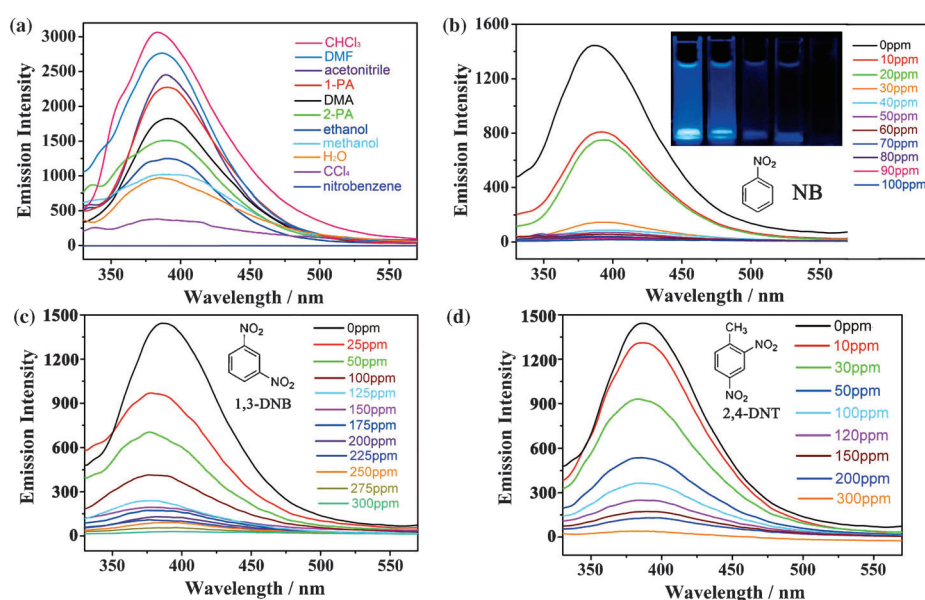 (a)
Emission Intensity
3000
2500
2000
1750
1500
1250
1000
750
500
250
0
350
400
450
500
550
Wavelength / nm
CHCl₃
DMF
acetonitrile
1-PA
DMA
2-PA
ethanol
methanol
H₂O
CCl₄
nitrobenzene
(b)
Emission Intensity
1600
1200
800
400
0
350
400
450
500
550
Wavelength / nm
NO₂
NB
0ppm
10ppm
20ppm
30ppm
40ppm
50ppm
60ppm
70ppm
80ppm
90ppm
100ppm
(c)
Emission Intensity
1500
1200
900
600
300
0
350
400
450
500
550
Wavelength / nm
NO₂
NO₂
1,3-DNB
0ppm
25ppm
50ppm
100ppm
125ppm
150ppm
175ppm
200ppm
225ppm
250ppm
275ppm
300ppm
(d)
Emission Intensity
1500
1200
900
600
300
0
350
400
450
500
550
Wavelength / nm
CH₃
NO₂
NO₂
2,4-DNT
0ppm
10ppm
30ppm
50ppm
100ppm
120ppm
150ppm
200ppm
300ppm